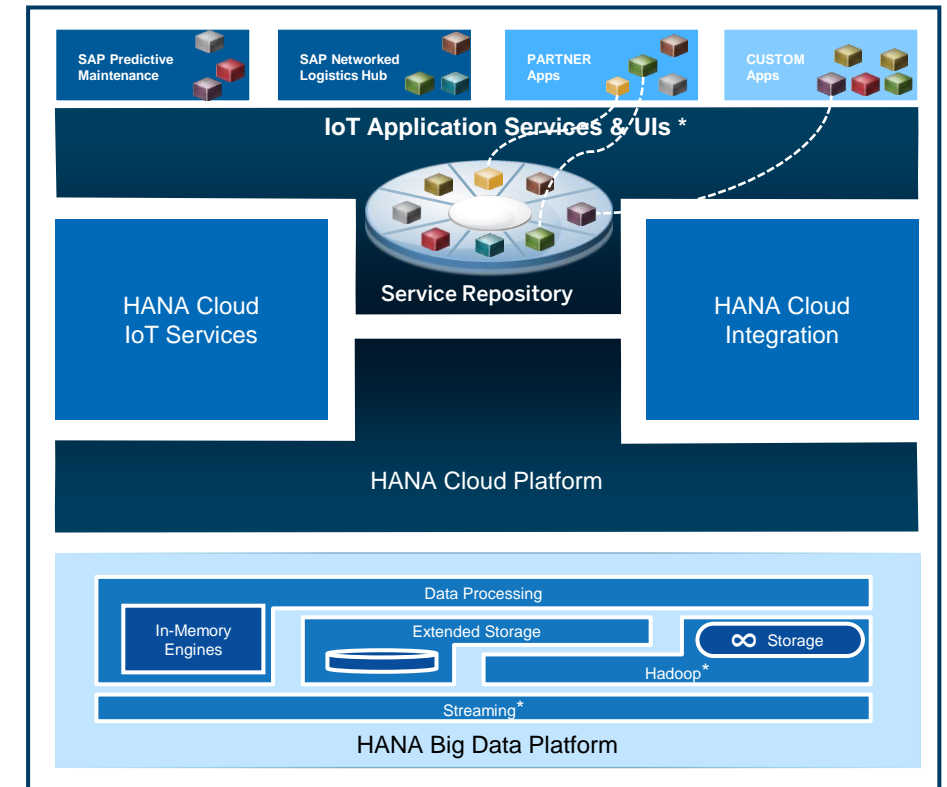 SAP Predictive
Maintenance
SAP Networked
Logistics Hub
PARTNER
Apps
CUSTOM
Apps
IoT Application Services & UIs *
Service Repository
HANA Cloud
IoT Services
HANA Cloud
Integration
HANA Cloud Platform
Data Processing
In-Memory
Engines
Extended Storage
∞ Storage
Hadoop*
Streaming*
HANA Big Data Platform